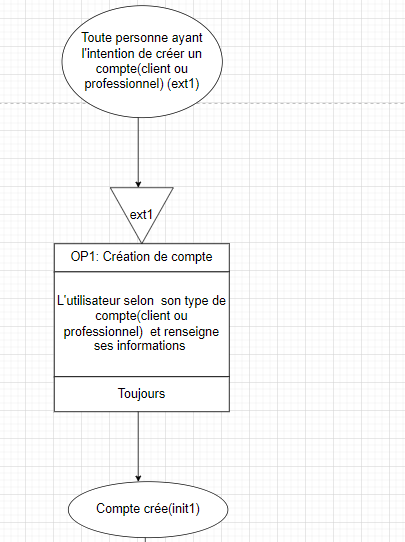 Toute personne ayant
l'intention de créer un
compte(client ou
professionnel) (ext1)
ext1
OP1: Création de compte
L'utilisateur selon son type de
compte(client ou
professionnel) et renseigne
ses informations
Toujours
Compte crée(init1)